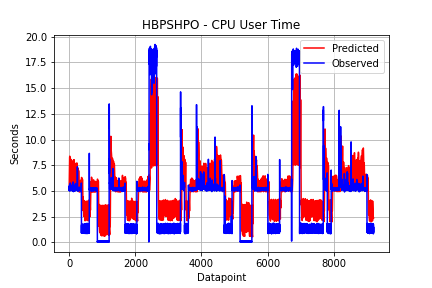 HBPSHPO - CPU User Time
Predicted
Observed
20.0
17.5
15.0
12.5
10.0
7.5
5.0
2.5
0.0
Seconds
0 2000 4000 6000 8000
Datapoint